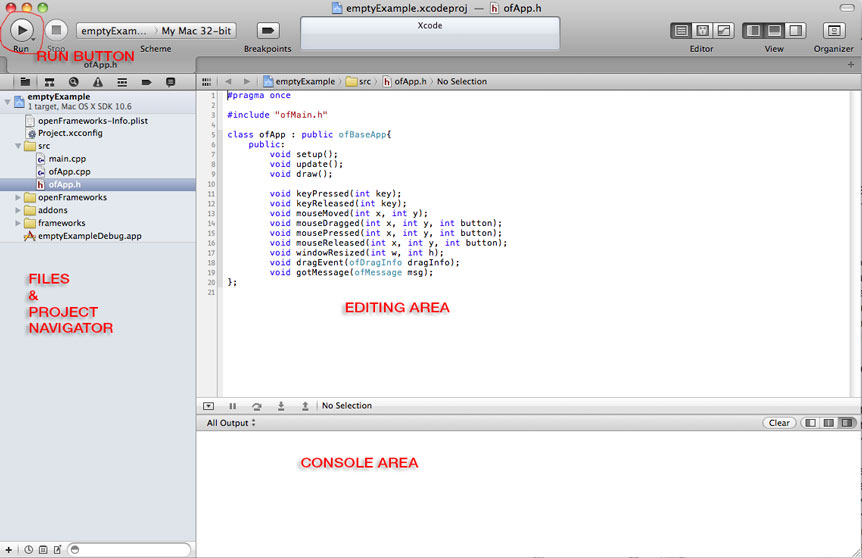 emptyExample.xcodeproj — h ofApp.h
emptyExam... My Mac 32-bit
Xcode
Run Stop Scheme Breakpoints Editor View Organizer
RUN BUTTON
ofApp.h
emptyExample src h ofApp.h No Selection
emptyExample
1 target, Mac OS X SDK 10.6
openFrameworks-Info.plist
Project.xcconfig
src
main.cpp
ofApp.cpp
h ofApp.h
openFrameworks
addons
frameworks
emptyExampleDebug.app
FILES
&
PROJECT
NAVIGATOR
1 #pragma once
2
3 #include "ofMain.h"
4
5 class ofApp : public ofBaseApp{
6 public:
7 void setup();
8 void update();
9 void draw();
10
11 void keyPressed(int key);
12 void keyReleased(int key);
13 void mouseMoved(int x, int y);
14 void mouseDragged(int x, int y, int button);
15 void mousePressed(int x, int y, int button);
16 void mouseReleased(int x, int y, int button);
17 void windowResized(int w, int h);
18 void dragEvent(ofDragInfo dragInfo);
19 void gotMessage(ofMessage msg);
20 };
21
EDITING AREA
No Selection
All Output Clear
CONSOLE AREA